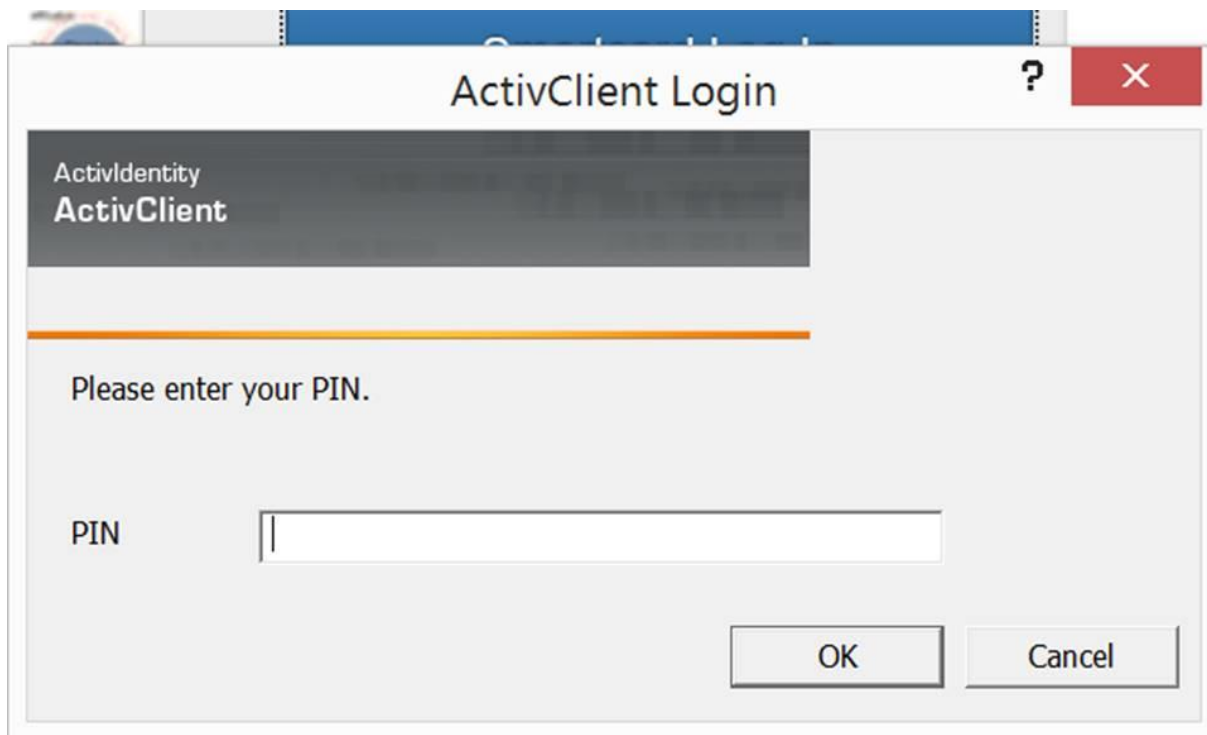 ActivClient Login
?
ActivIdentity
ActivClient
Please enter your PIN.
PIN
OK
Cancel